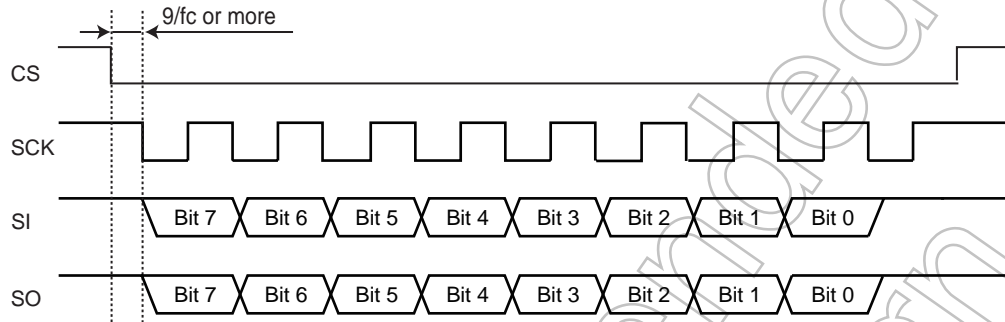 9/fc or more
CS
SCK
SI Bit 7 Bit 6 Bit 5 Bit 4 Bit 3 Bit 2 Bit 1 Bit 0
SO Bit 7 Bit 6 Bit 5 Bit 4 Bit 3 Bit 2 Bit 1 Bit 0